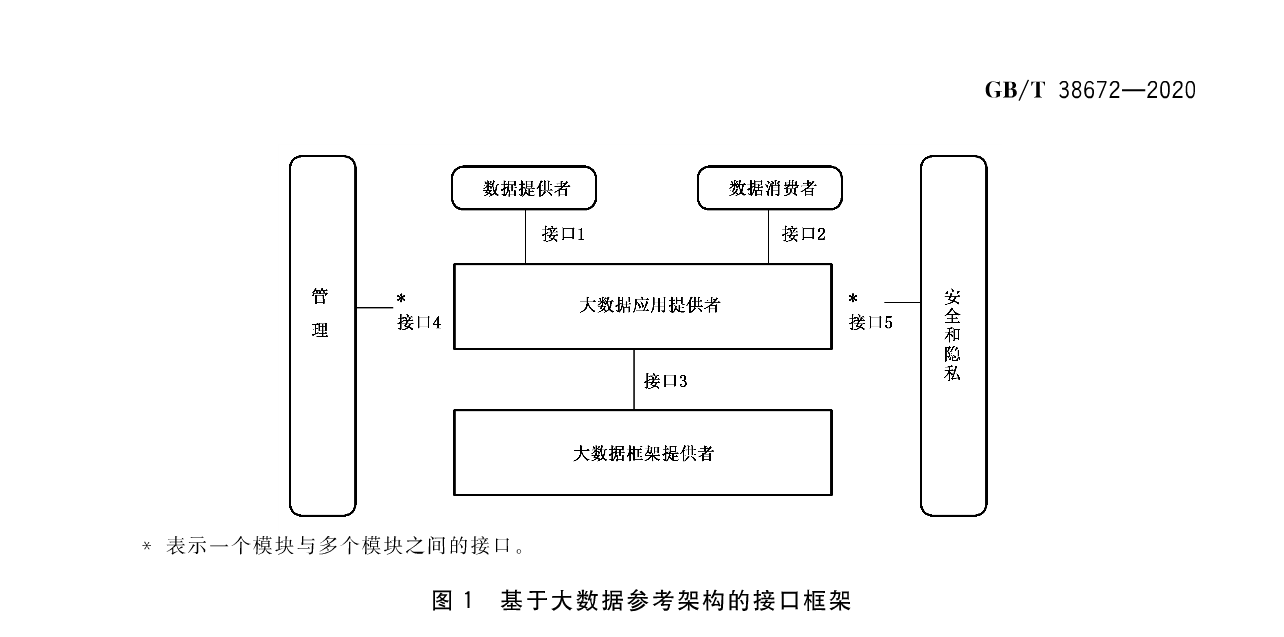 GB/T 38672—2020
数据提供者
数据消费者
接口1
接口2
管理
*
接口4
大数据应用提供者
*
接口5
安全和隐私
接口3
大数据框架提供者
* 表示一个模块与多个模块之间的接口。
图 1 基于大数据参考架构的接口框架